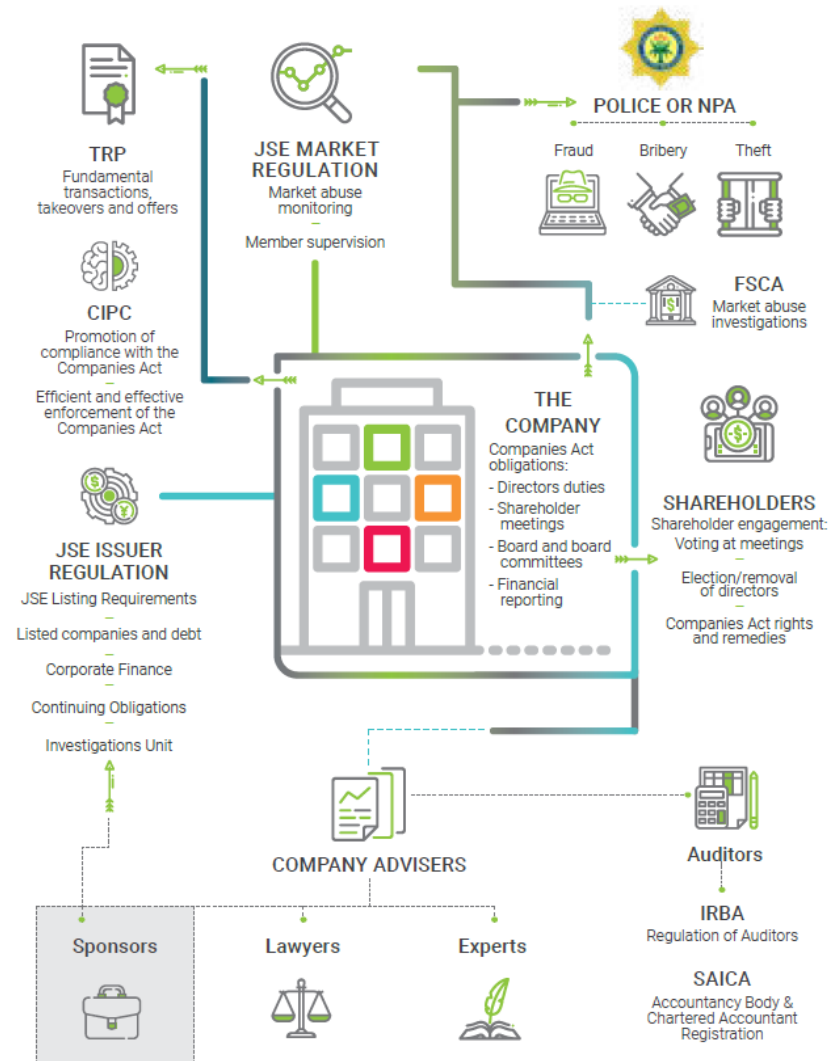 TRP
Fundamental
transactions,
takeovers and offers
CIPC
Promotion of
compliance with the
Companies Act
–
Efficient and effective
enforcement of the
Companies Act
JSE MARKET
REGULATION
Market abuse
monitoring
–
Member supervision
POLICE OR NPA
Fraud
Bribery
Theft
$
FSCA
Market abuse
investigations
THE
COMPANY
Companies Act
obligations:
- Directors duties
- Shareholder
meetings
- Board and board
committees
- Financial
reporting
$
SHAREHOLDERS
Shareholder engagement:
Voting at meetings
–
Election/removal
of directors
–
Companies Act rights
and remedies
$
¥
JSE ISSUER
REGULATION
JSE Listing Requirements
–
Listed companies and debt
–
Corporate Finance
–
Continuing Obligations
–
Investigations Unit
COMPANY ADVISERS
Sponsors
Lawyers
Experts
Auditors
IRBA
Regulation of Auditors
SAICA
Accountancy Body &
Chartered Accountant
Registration